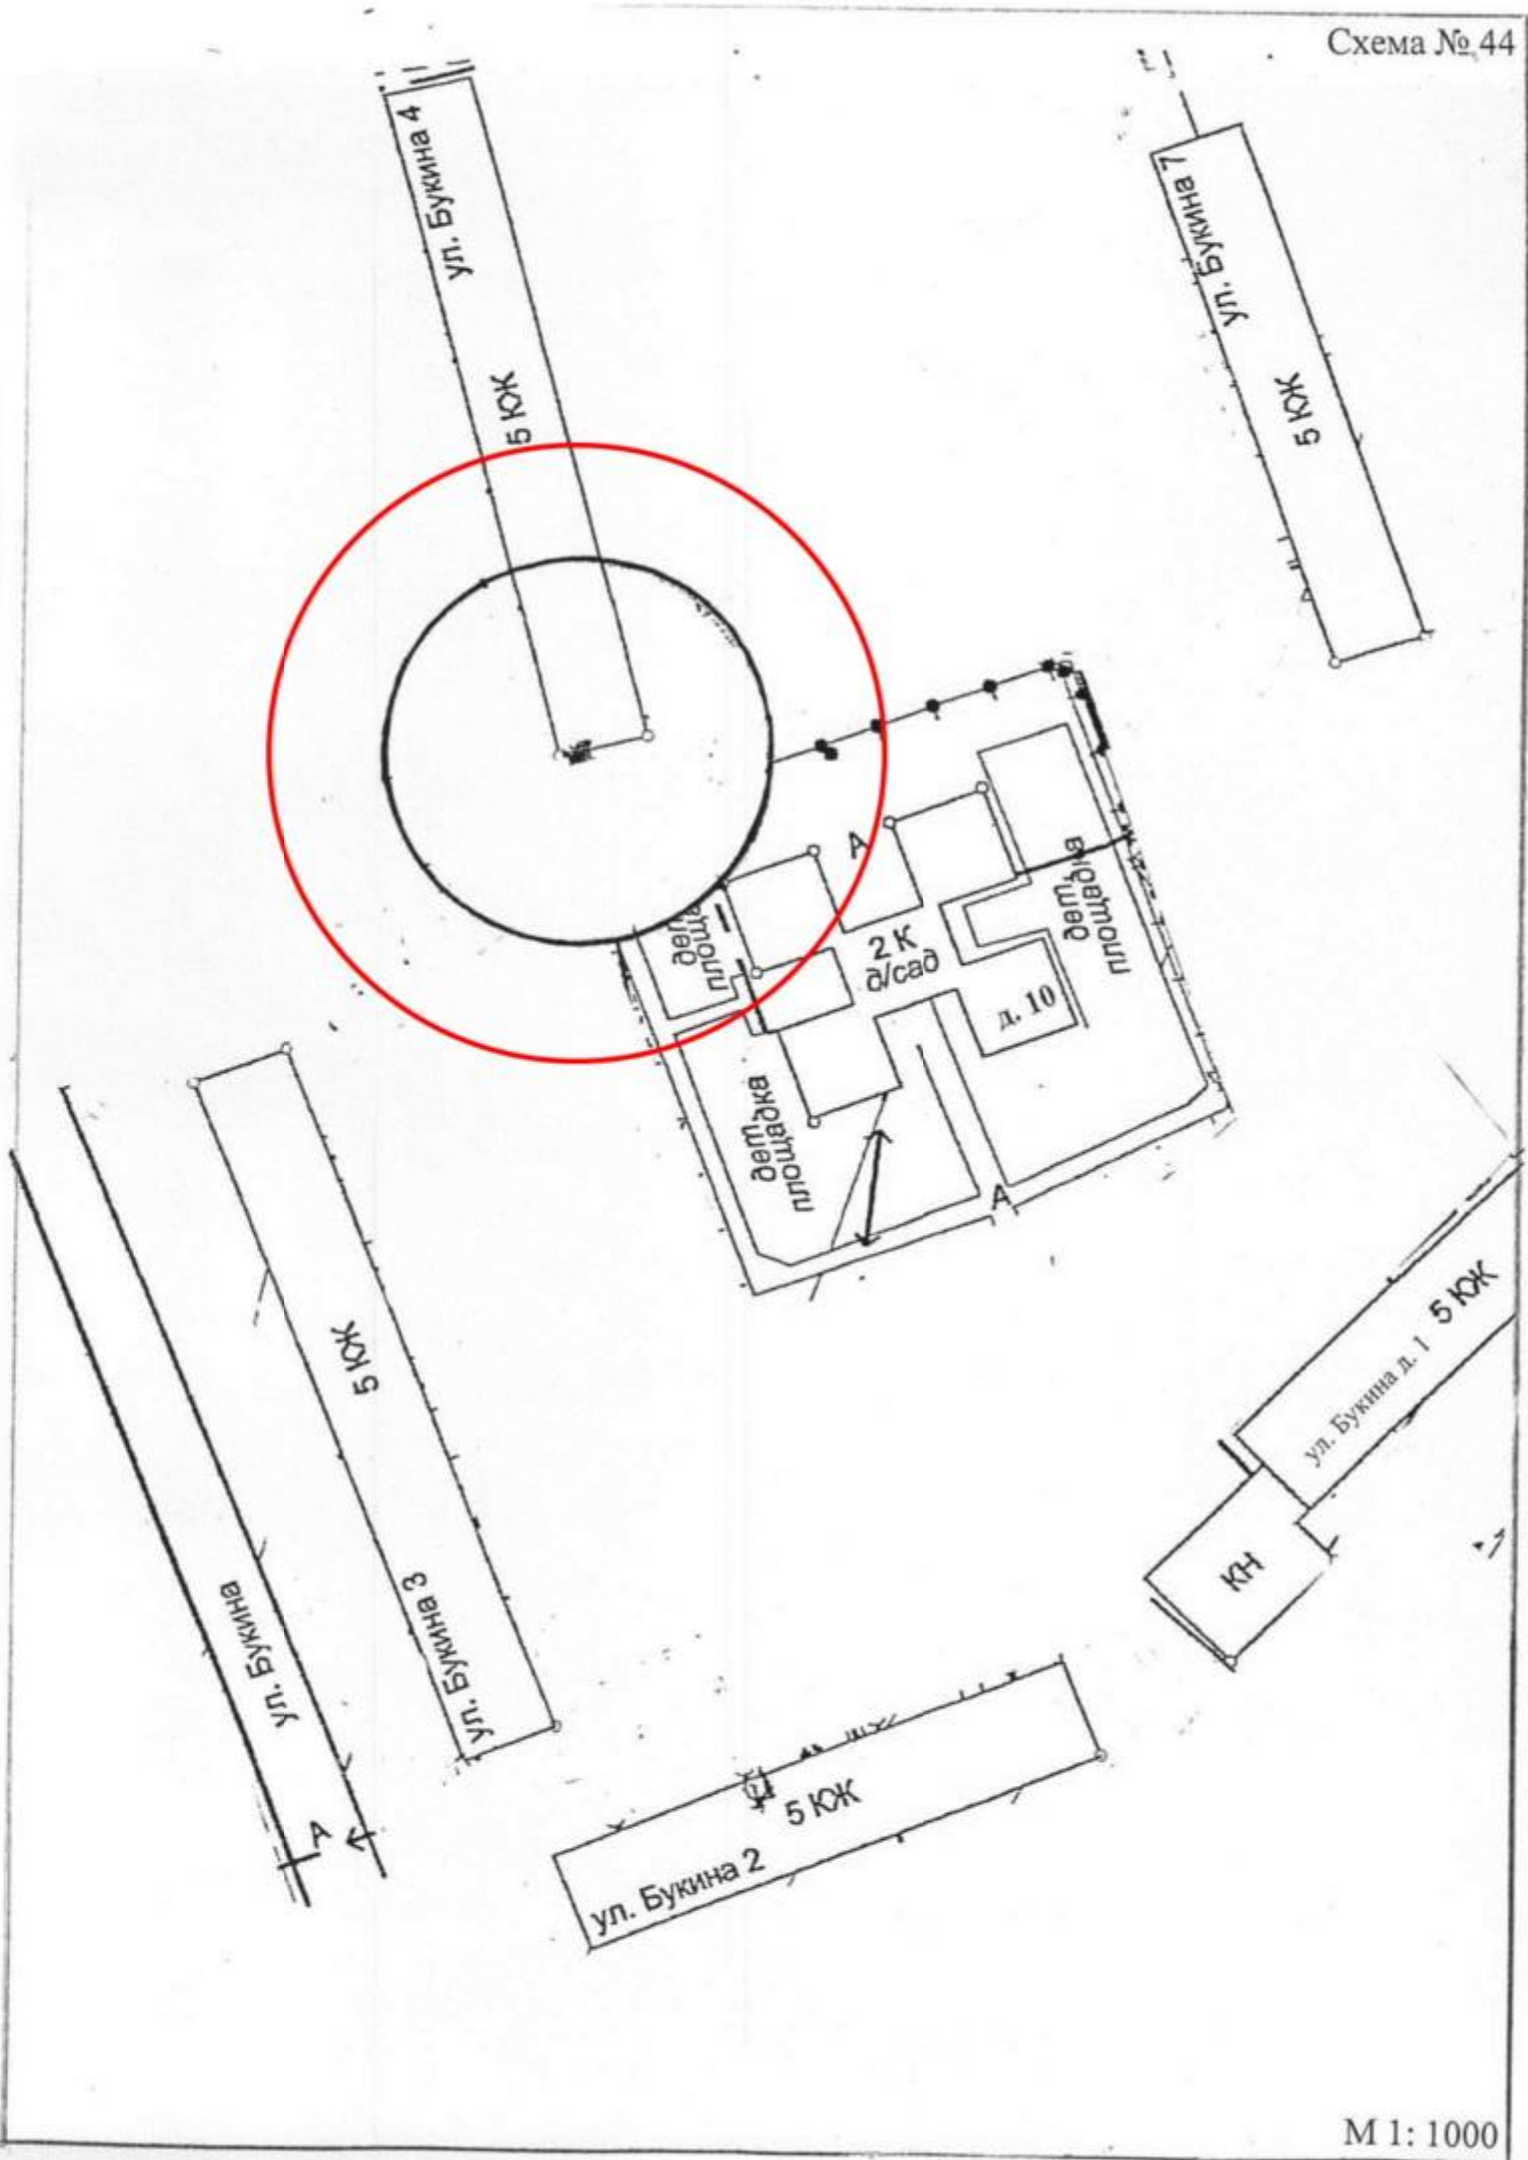 Схема № 44
ул. Букина 4
5 КЖ
ул. Букина 7
5 КЖ
А
дет.
площадка
2 К
д/сад
д. 10
дет.
площа
дет.
площадка
А
5 КЖ
ул. Букина 3
ул. Букина
А
5 КЖ
ул. Букина д. 1
КН
5 КЖ
ул. Букина 2
М 1: 1000